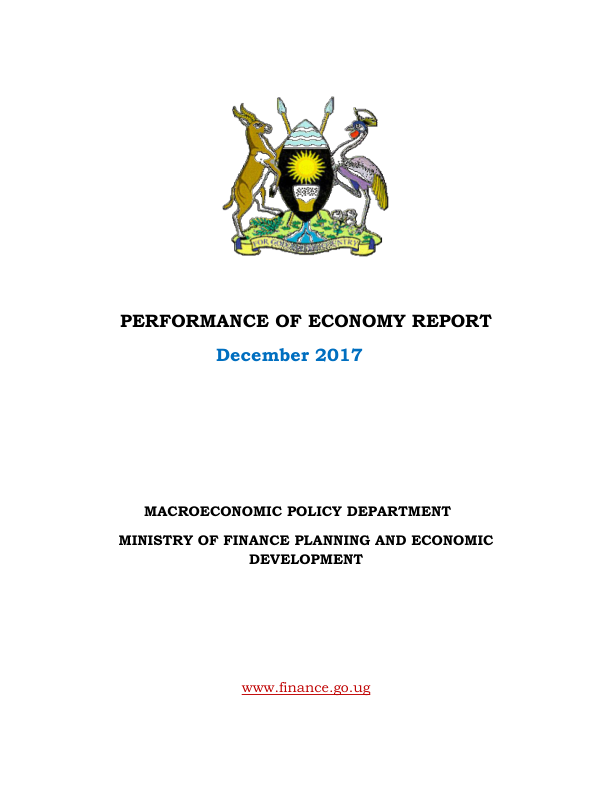 FOR GOD AND MY COUNTRY
PERFORMANCE OF ECONOMY REPORT
December 2017
MACROECONOMIC POLICY DEPARTMENT
MINISTRY OF FINANCE PLANNING AND ECONOMIC
DEVELOPMENT
www.finance.go.ug